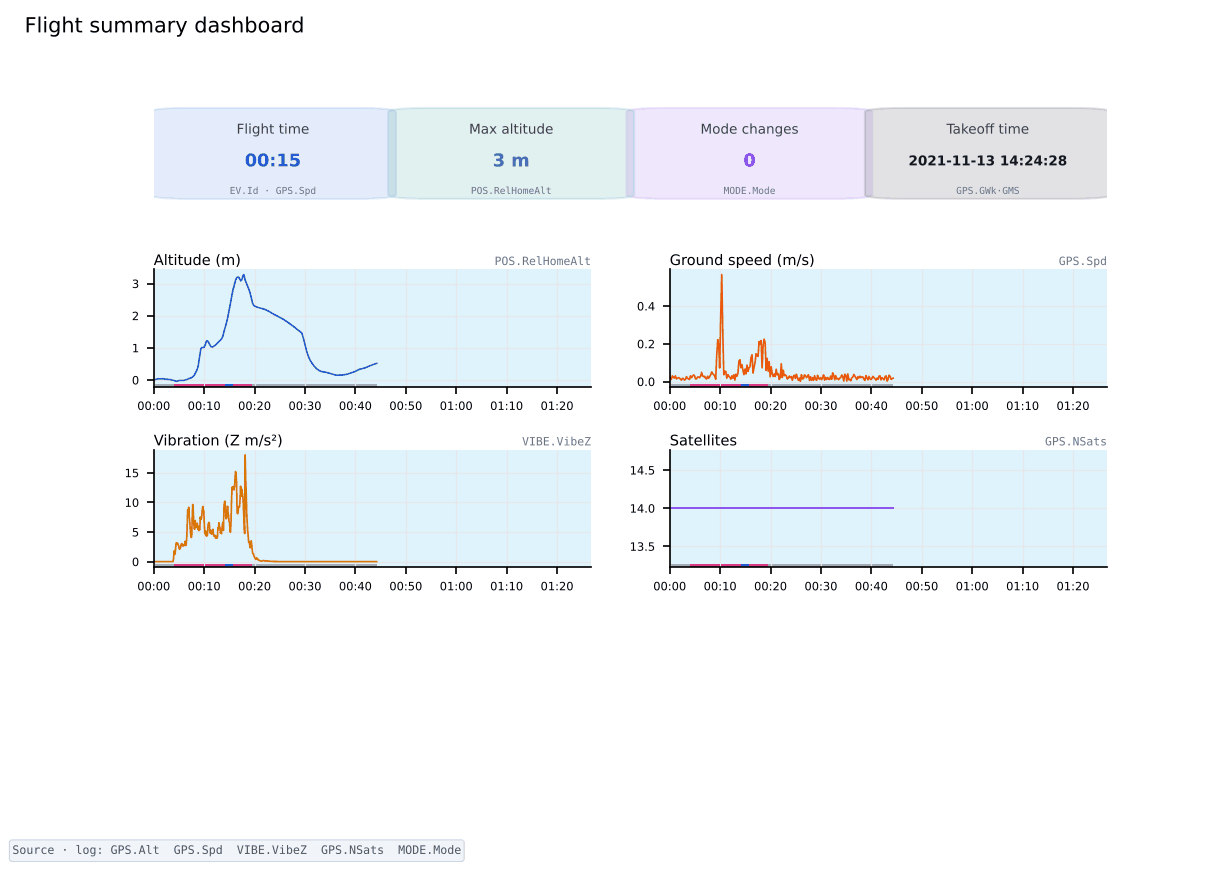 Flight summary dashboard
Flight time Max altitude Mode changes Takeoff time
00:15 3 m 0 2021-11-13 14:24:28
EV.Id · GPS.Spd POS.RelHomeAlt MODE.Mode GPS.GWk·GMS
Altitude (m) POS.RelHomeAlt
3
2
1
0
00:00 00:10 00:20 00:30 00:40 00:50 01:00 01:10 01:20
Ground speed (m/s) GPS.Spd
0.4
0.2
0.0
00:00 00:10 00:20 00:30 00:40 00:50 01:00 01:10 01:20
Vibration (Z m/s²) VIBE.VibeZ
15
10
5
0
00:00 00:10 00:20 00:30 00:40 00:50 01:00 01:10 01:20
Satellites GPS.NSats
14.5
14.0
13.5
00:00 00:10 00:20 00:30 00:40 00:50 01:00 01:10 01:20
Source · log: GPS.Alt GPS.Spd VIBE.VibeZ GPS.NSats MODE.Mode